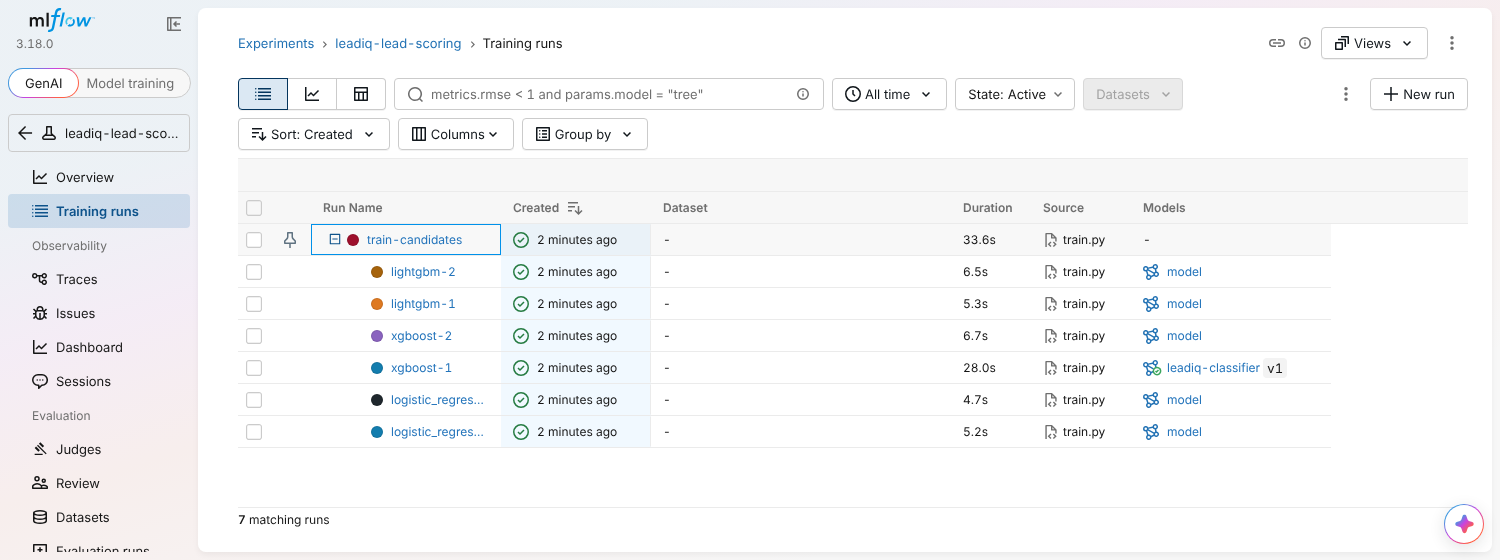 mlflow
3.18.0
GenAI
Model training
leadiq-lead-sco...
Overview
Training runs
Observability
Traces
Issues
Dashboard
Sessions
Evaluation
Judges
Review
Datasets
Evaluation runs
Experiments › leadiq-lead-scoring › Training runs
Views
metrics.rmse < 1 and params.model = "tree"
All time
State: Active
Datasets
New run
Sort: Created
Columns
Group by
Run Name Created Dataset Duration Source Models
train-candidates 2 minutes ago - 33.6s train.py -
lightgbm-2 2 minutes ago - 6.5s train.py model
lightgbm-1 2 minutes ago - 5.3s train.py model
xgboost-2 2 minutes ago - 6.7s train.py model
xgboost-1 2 minutes ago - 28.0s train.py leadiq-classifier v1
logistic_regres... 2 minutes ago - 4.7s train.py model
logistic_regres... 2 minutes ago - 5.2s train.py model
7 matching runs